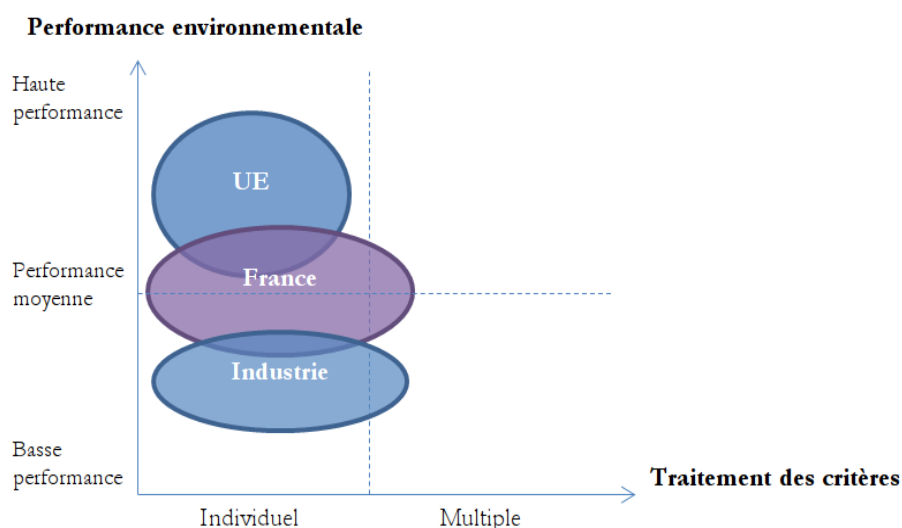 Performance environnementale
Haute
performance
UE
Performance
moyenne
France
Industrie
Basse
performance
Traitement des critères
Individuel
Multiple